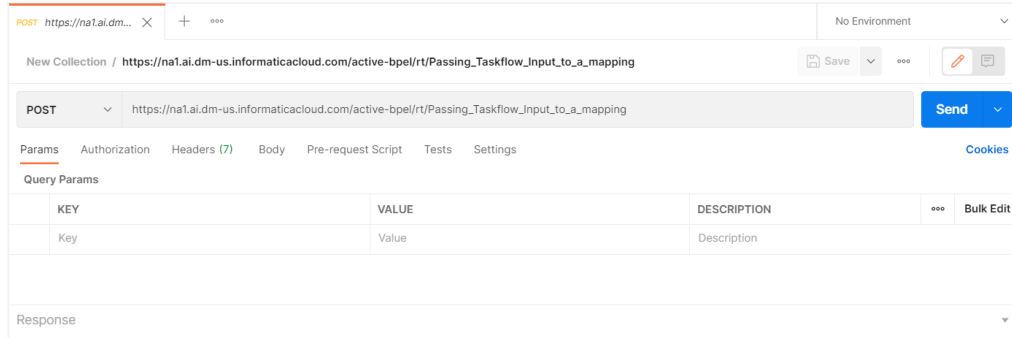 POST https://na1.ai.dm... No Environment
New Collection / https://na1.ai.dm-us.informaticacloud.com/active-bpel/rt/Passing_Taskflow_Input_to_a_mapping Save
POST https://na1.ai.dm-us.informaticacloud.com/active-bpel/rt/Passing_Taskflow_Input_to_a_mapping Send
Params Authorization Headers (7) Body Pre-request Script Tests Settings Cookies
Query Params
KEY VALUE DESCRIPTION Bulk Edit
Key Value Description
Response